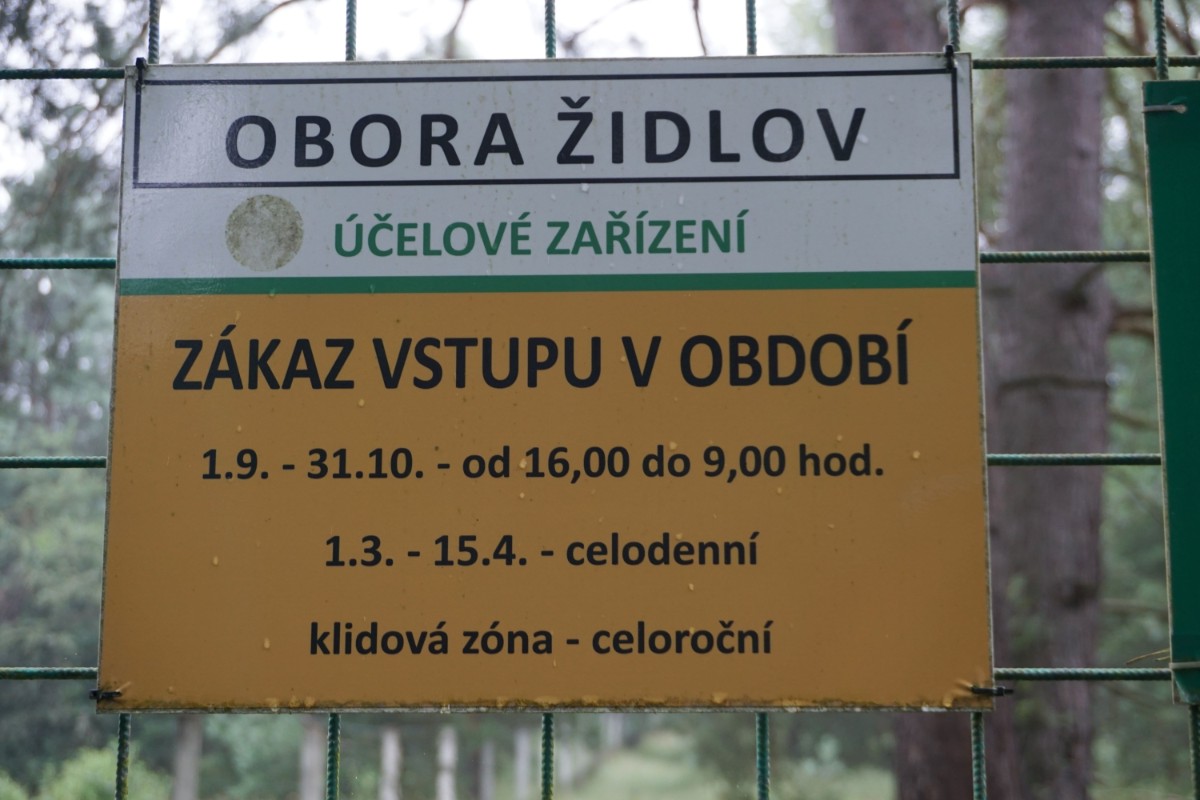 OBORA ŽIDLOV
ÚČELOVÉ ZAŘÍZENÍ
ZÁKAZ VSTUPU V OBDOBÍ
1.9. - 31.10. - od 16,00 do 9,00 hod.
1.3. - 15.4. - celodenní
klidová zóna - celoroční